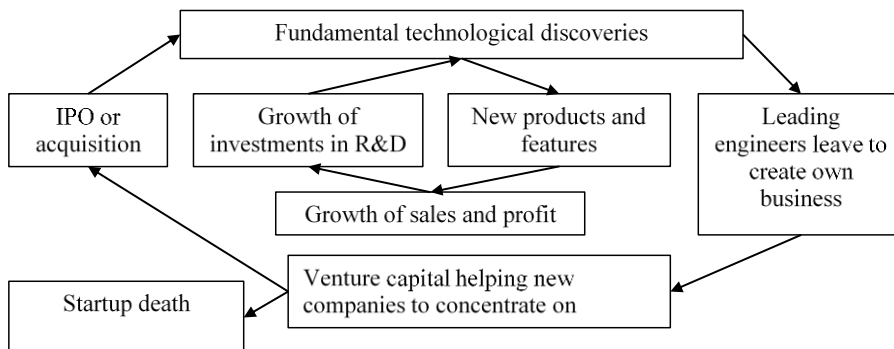 Fundamental technological discoveries
IPO or
acquisition
Growth of
investments in R&D
New products and
features
Leading
engineers leave to
create own
business
Growth of sales and profit
Venture capital helping new
companies to concentrate on
Startup death